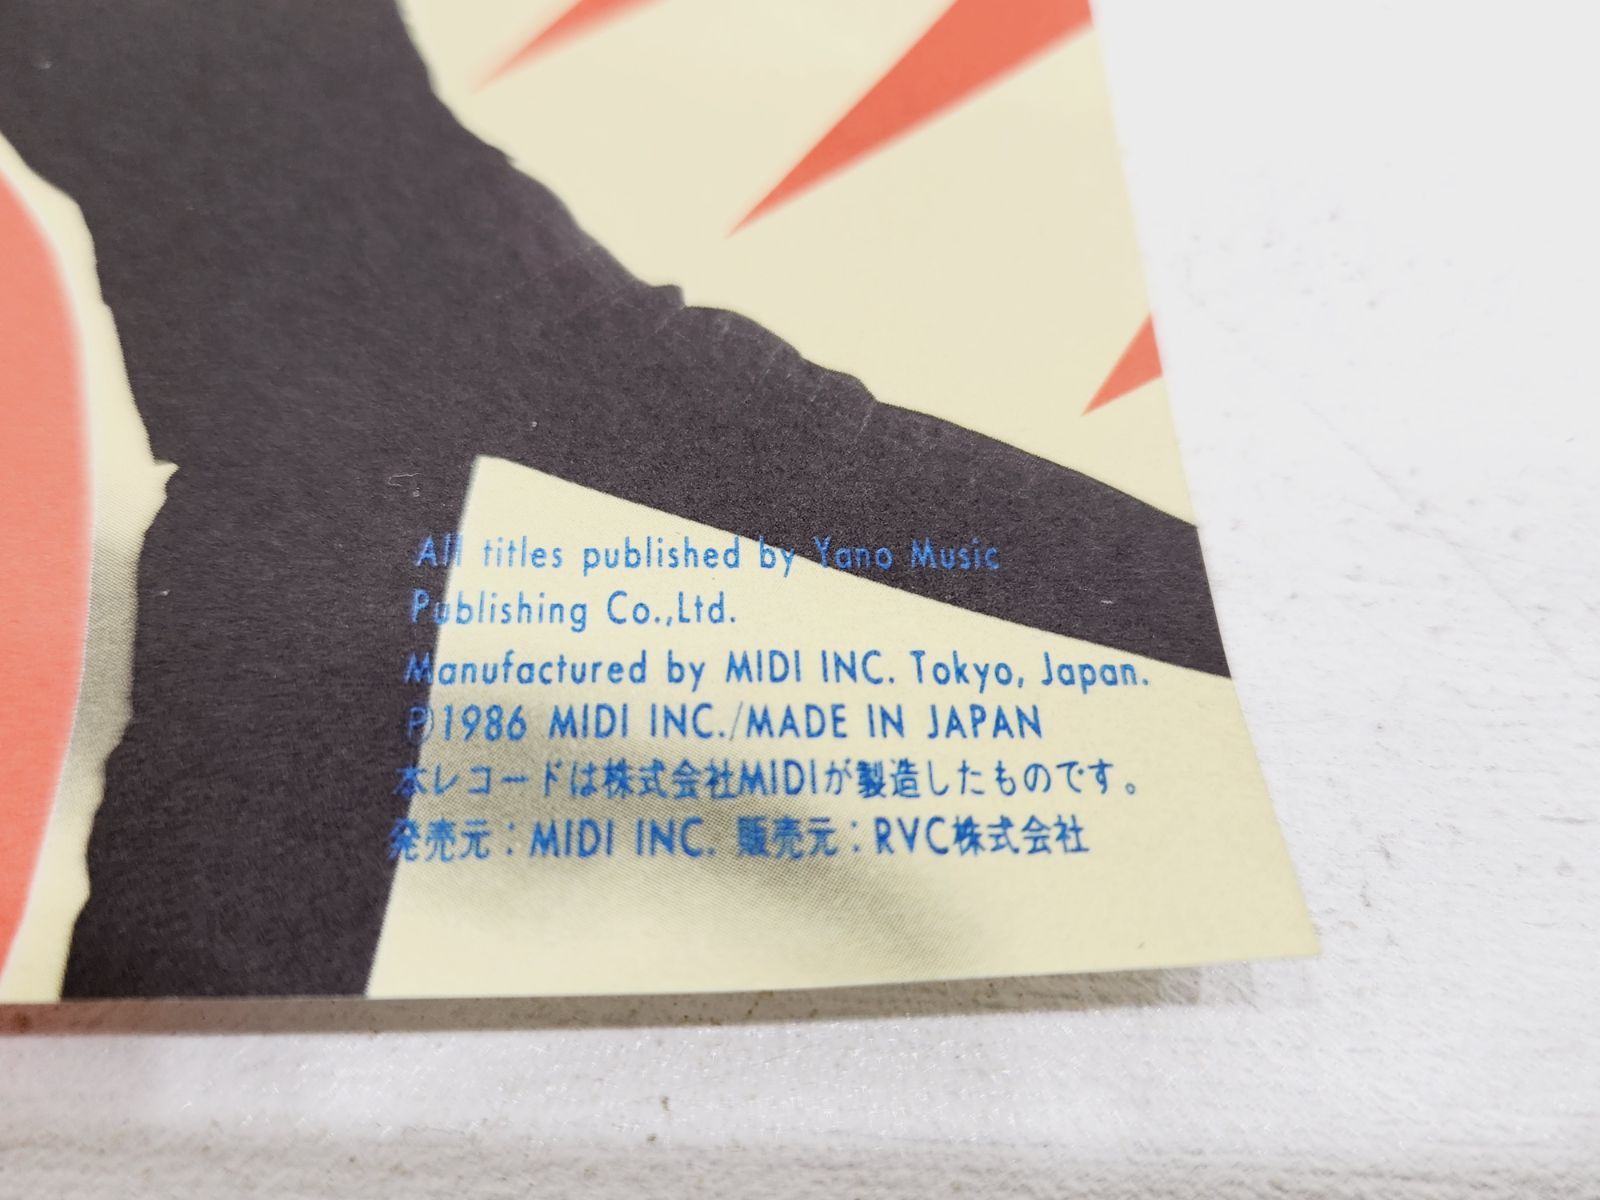 All titles published by Yano Music
Publishing Co.,Ltd.
Manufactured by MIDI INC. Tokyo, Japan.
Ⓟ1986 MIDI INC./MADE IN JAPAN
本レコードは株式会社MIDIが製造したものです。
発売元：MIDI INC. 販売元：RVC株式会社